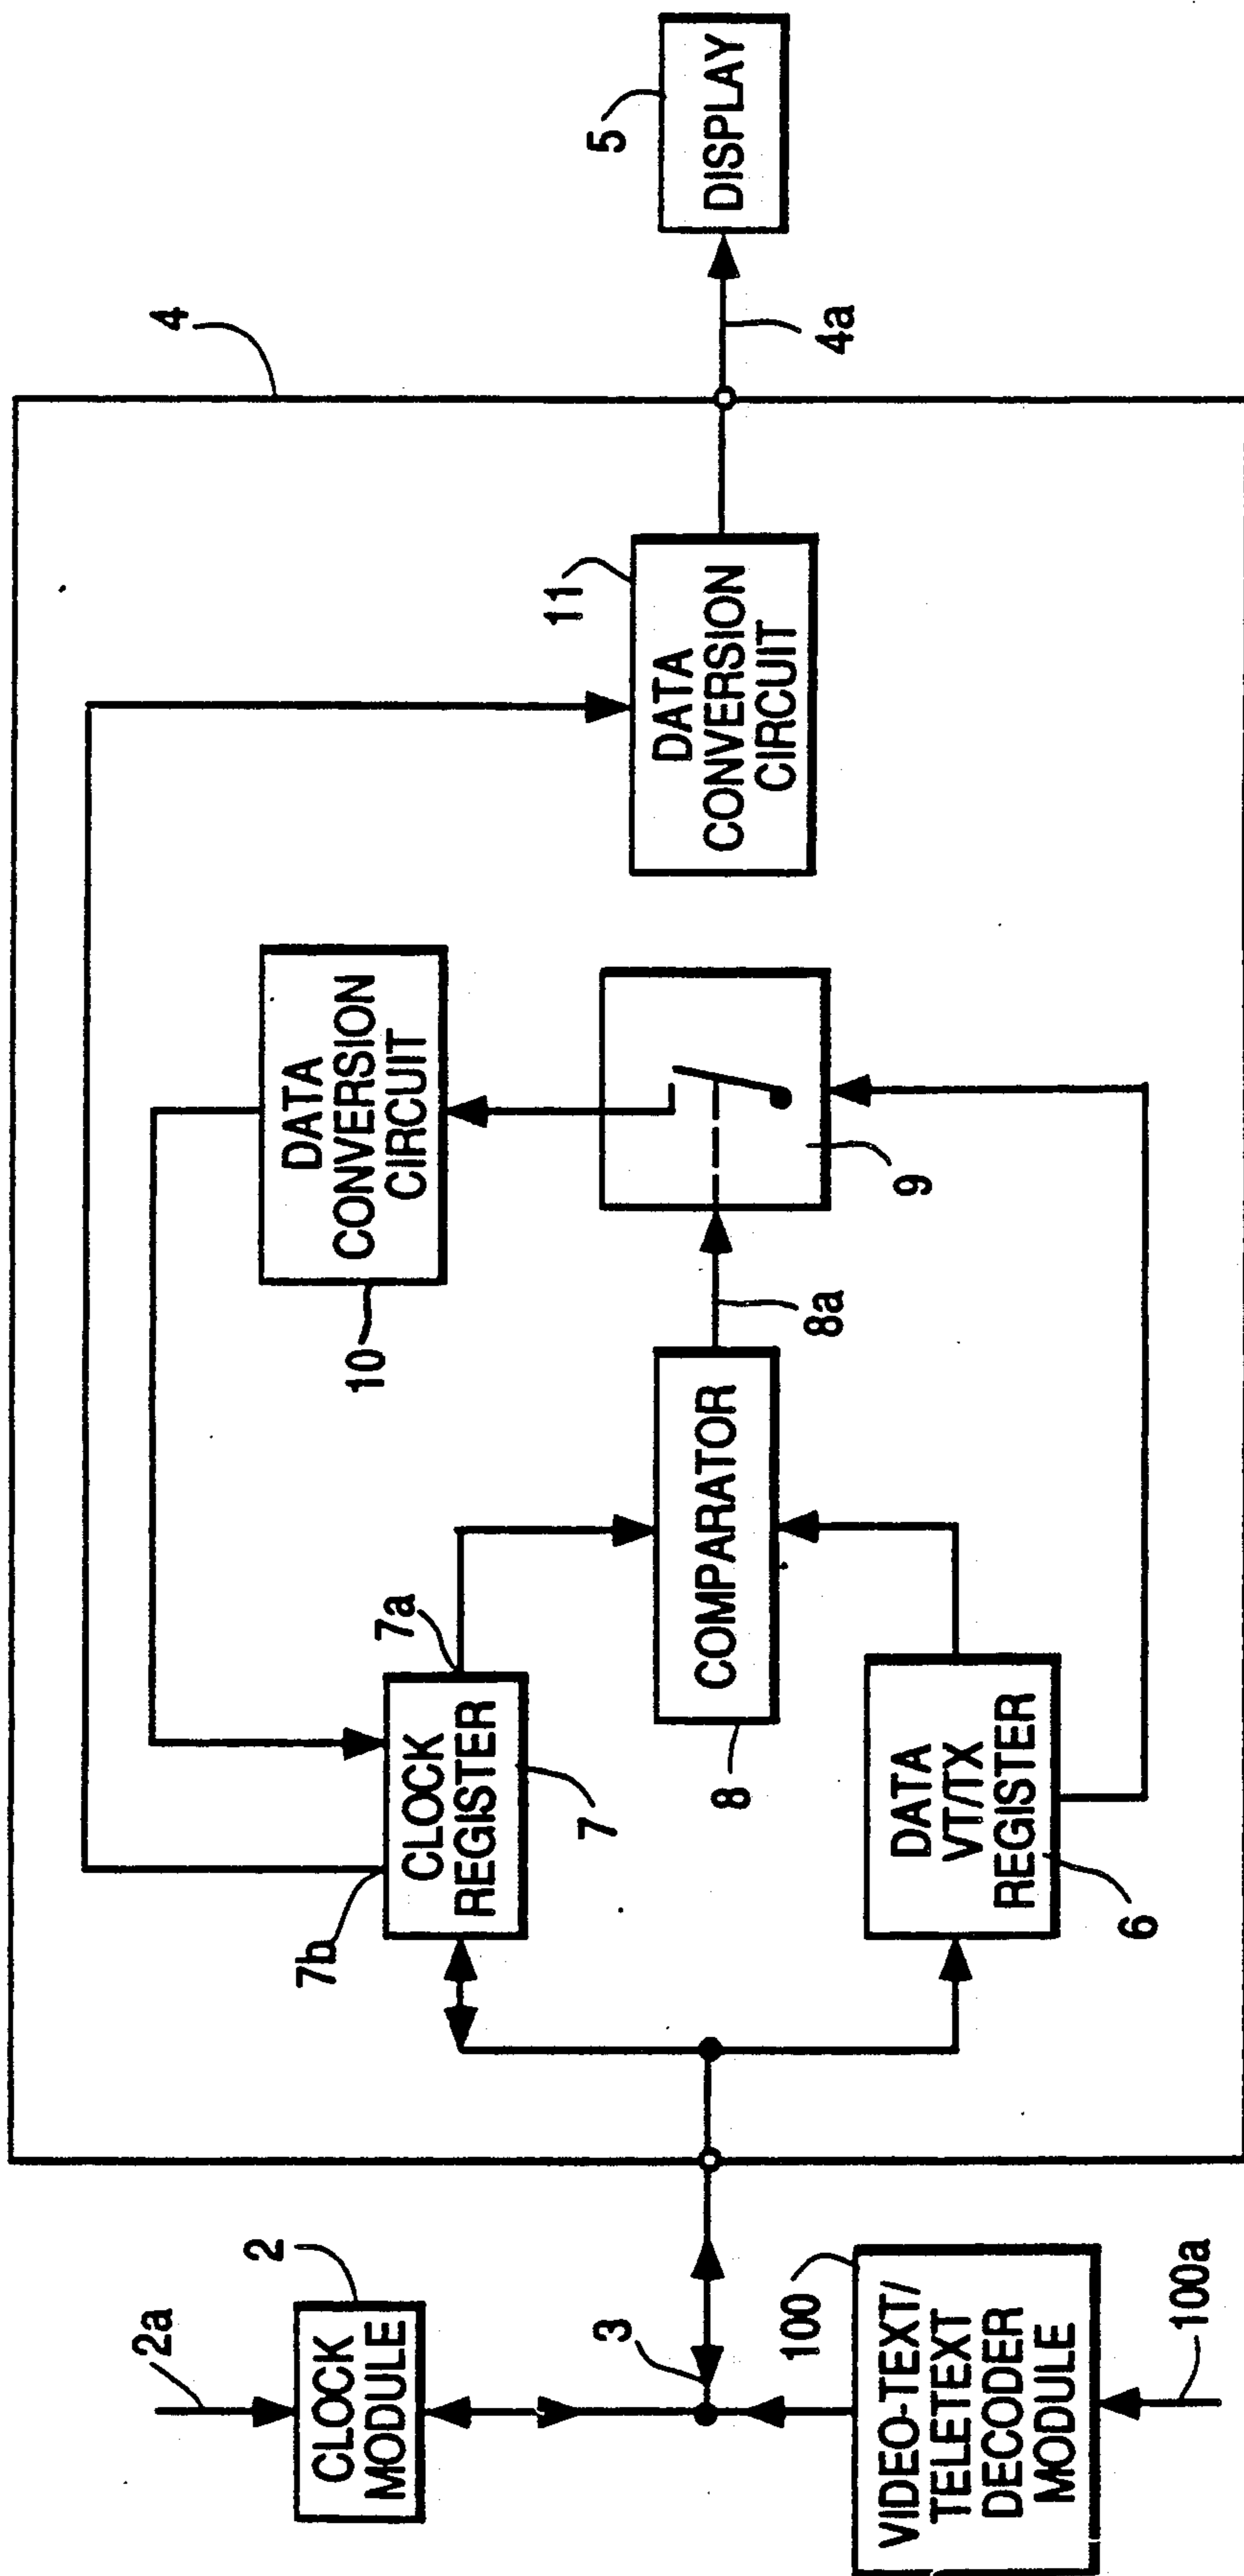 2a
2
CLOCK
MODULE
3
100
VIDEO-TEXT/
TELETEXT
DECODER
MODULE
100a
4
7b
7a
CLOCK
REGISTER
7
DATA
VT/TX
REGISTER
6
8
COMPARATOR
8a
9
10
DATA
CONVERSION
CIRCUIT
11
DATA
CONVERSION
CIRCUIT
4a
5
DISPLAY